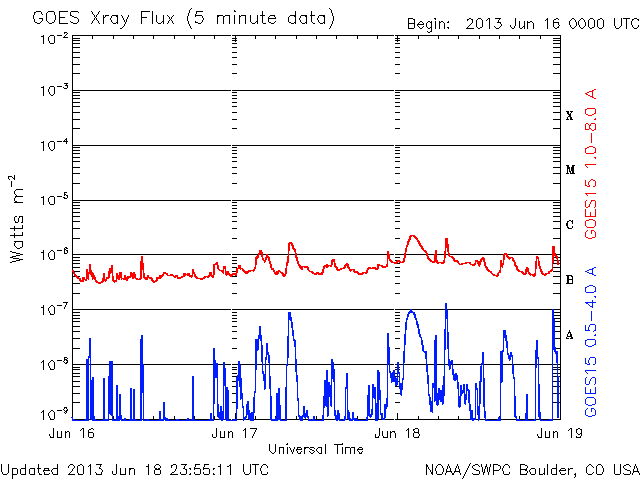 GOES Xray Flux (5 minute data)
Begin: 2013 Jun 16 0000 UTC
10-2
10-3
10-4
10-5
10-6
10-7
10-8
10-9
Watts m-2
X
M
C
B
A
GOES15 1.0-8.0 A
GOES15 0.5-4.0 A
Jun 16
Jun 17
Jun 18
Jun 19
Universal Time
Updated 2013 Jun 18 23:55:11 UTC
NOAA/SWPC Boulder, CO USA